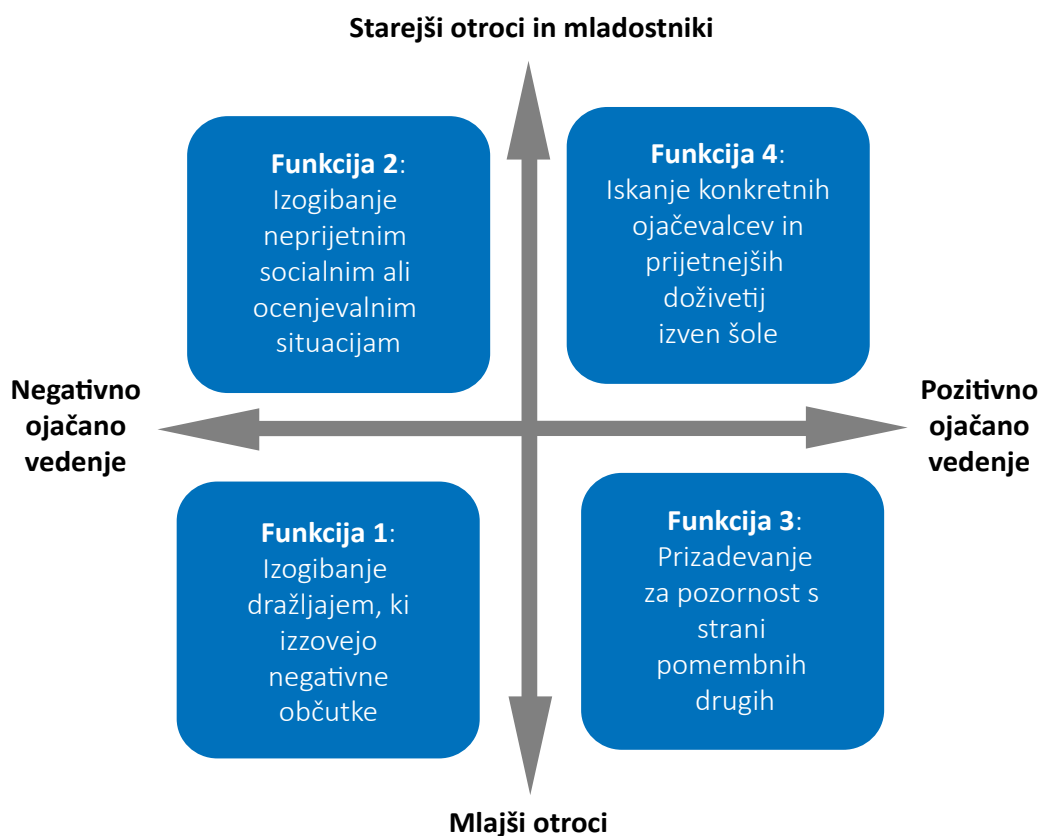 Starejši otroci in mladostniki
Funkcija 2:
Izogibanje
neprijetnim
socialnim ali
ocenjevalnim
situacijam
Funkcija 4:
Iskanje konkretnih
ojačevalcev in
prijetnejših
doživetij
izven šole
Negativno
ojačano
vedenje
Pozitivno
ojačano
vedenje
Funkcija 1:
Izogibanje
dražljajem, ki
izzovejo
negativne
občutke
Funkcija 3:
Prizadevanje
za pozornost s
strani
pomembnih
drugih
Mlajši otroci